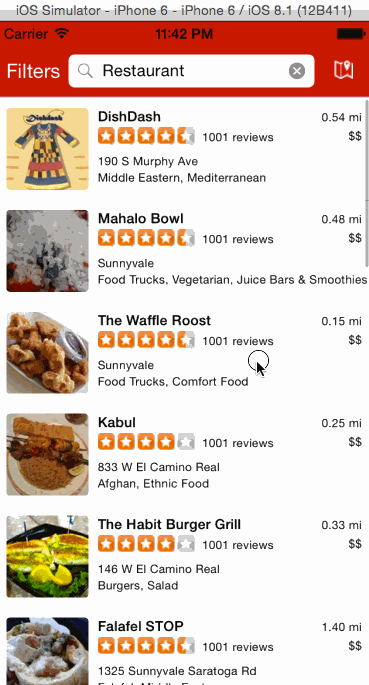 iOS Simulator - iPhone 6 - iPhone 6 / iOS 8.1 (12B411)
Carrier 11:42 PM
Filters Restaurant
DishDash 0.54 mi
1001 reviews $$
190 S Murphy Ave
Middle Eastern, Mediterranean
Mahalo Bowl 0.48 mi
1001 reviews $$
Sunnyvale
Food Trucks, Vegetarian, Juice Bars & Smoothies
The Waffle Roost 0.15 mi
1001 reviews $$
Sunnyvale
Food Trucks, Comfort Food
Kabul 0.25 mi
1001 reviews $$
833 W El Camino Real
Afghan, Ethnic Food
The Habit Burger Grill 0.33 mi
1001 reviews $$
146 W El Camino Real
Burgers, Salad
Falafel STOP 1.40 mi
1001 reviews $$
1325 Sunnyvale Saratoga Rd